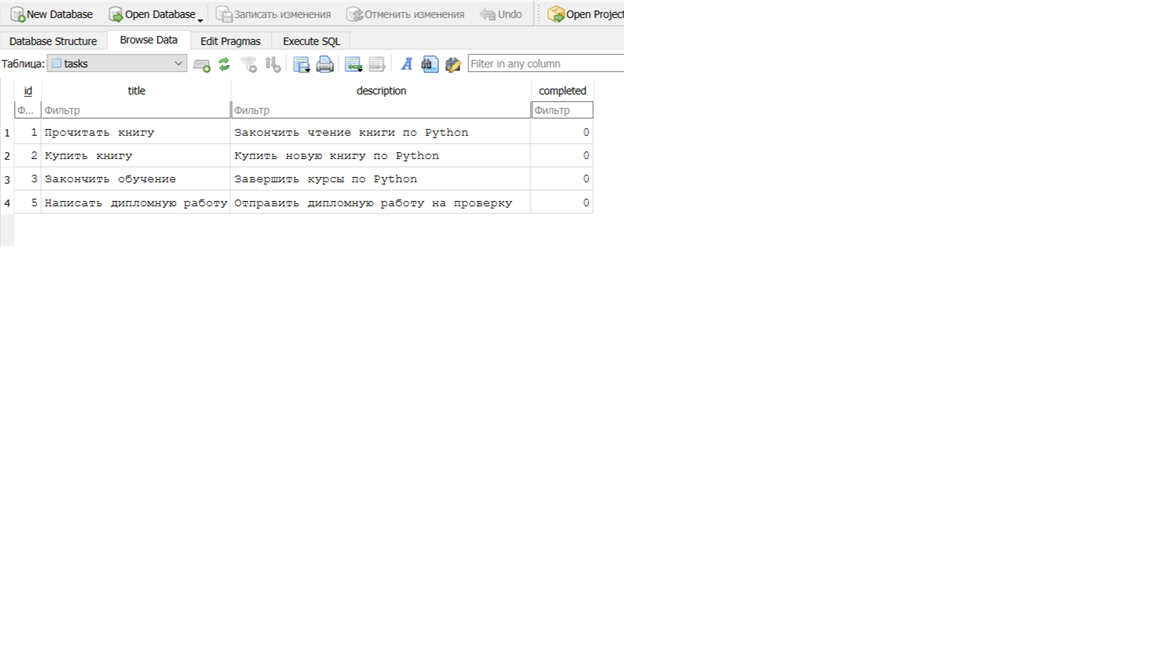 New Database Open Database Записать изменения Отменить изменения Undo Open Project
Database Structure Browse Data Edit Pragmas Execute SQL
Таблица: tasks Filter in any column
id title description completed
Ф... Фильтр Фильтр Фильтр
1 1 Прочитать книгу Закончить чтение книги по Python 0
2 2 Купить книгу Купить новую книгу по Python 0
3 3 Закончить обучение Завершить курсы по Python 0
4 5 Написать дипломную работу Отправить дипломную работу на проверку 0